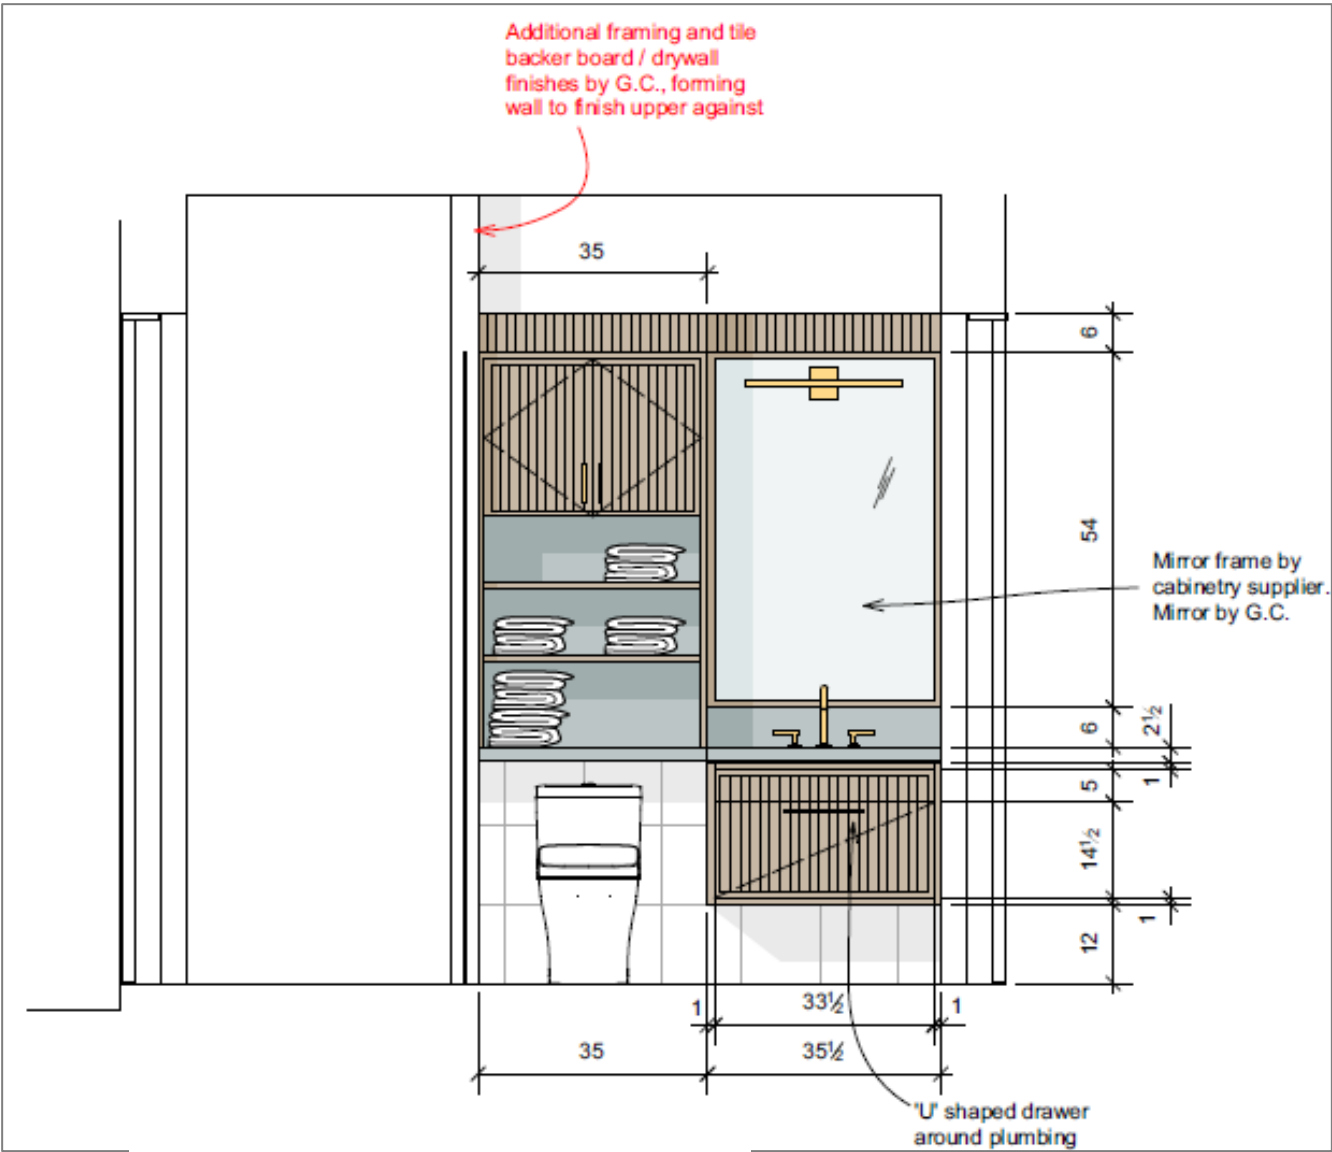 Additional framing and tile
backer board / drywall
finishes by G.C., forming
wall to finish upper against
35
6
54
Mirror frame by
cabinetry supplier.
Mirror by G.C.
6
2½
5
1
14½
1
12
1
33½
1
35
35½
'U' shaped drawer
around plumbing